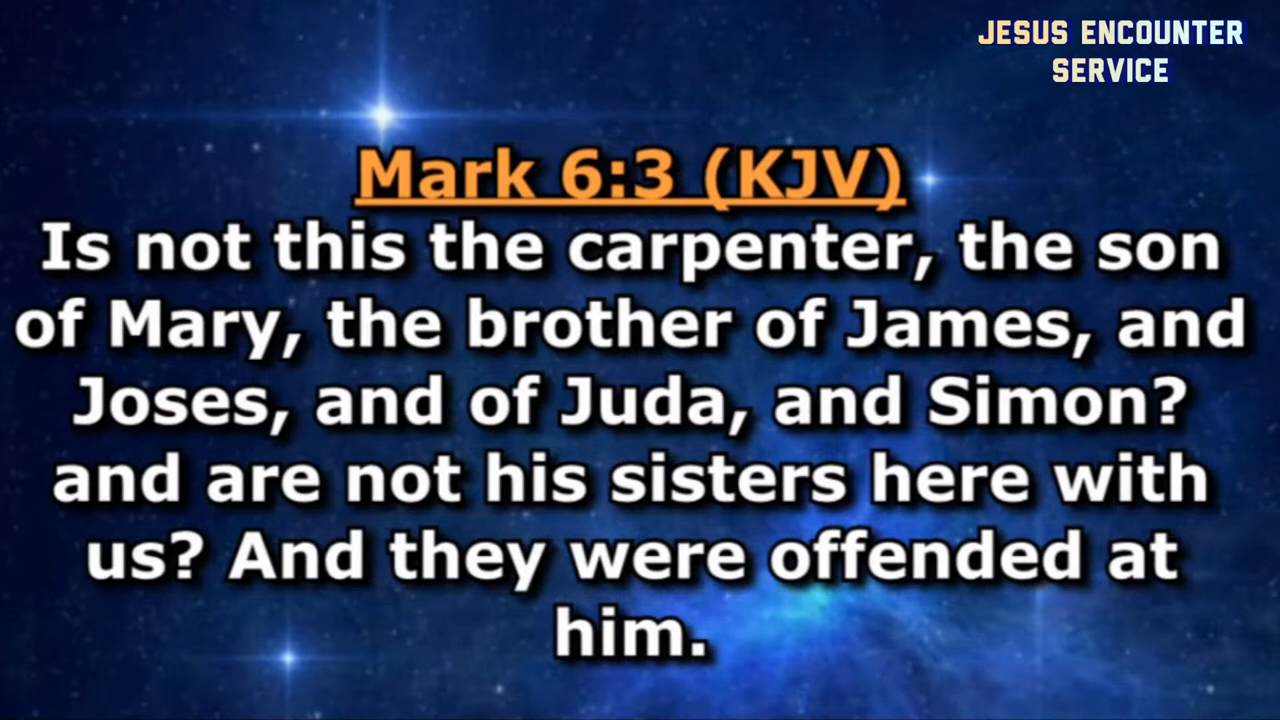 JESUS ENCOUNTER
SERVICE
Mark 6:3 (KJV)
Is not this the carpenter, the son
of Mary, the brother of James, and
Joses, and of Juda, and Simon?
and are not his sisters here with
us? And they were offended at
him.